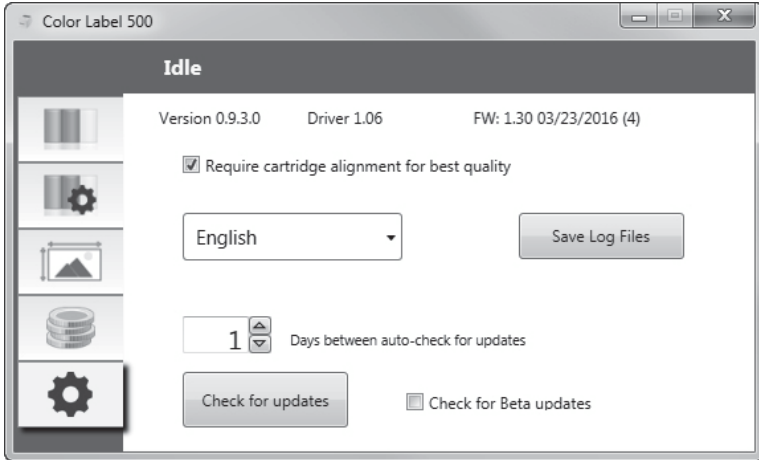 Color Label 500
Idle
Version 0.9.3.0 Driver 1.06 FW: 1.30 03/23/2016 (4)
Require cartridge alignment for best quality
English Save Log Files
1 Days between auto-check for updates
Check for updates Check for Beta updates